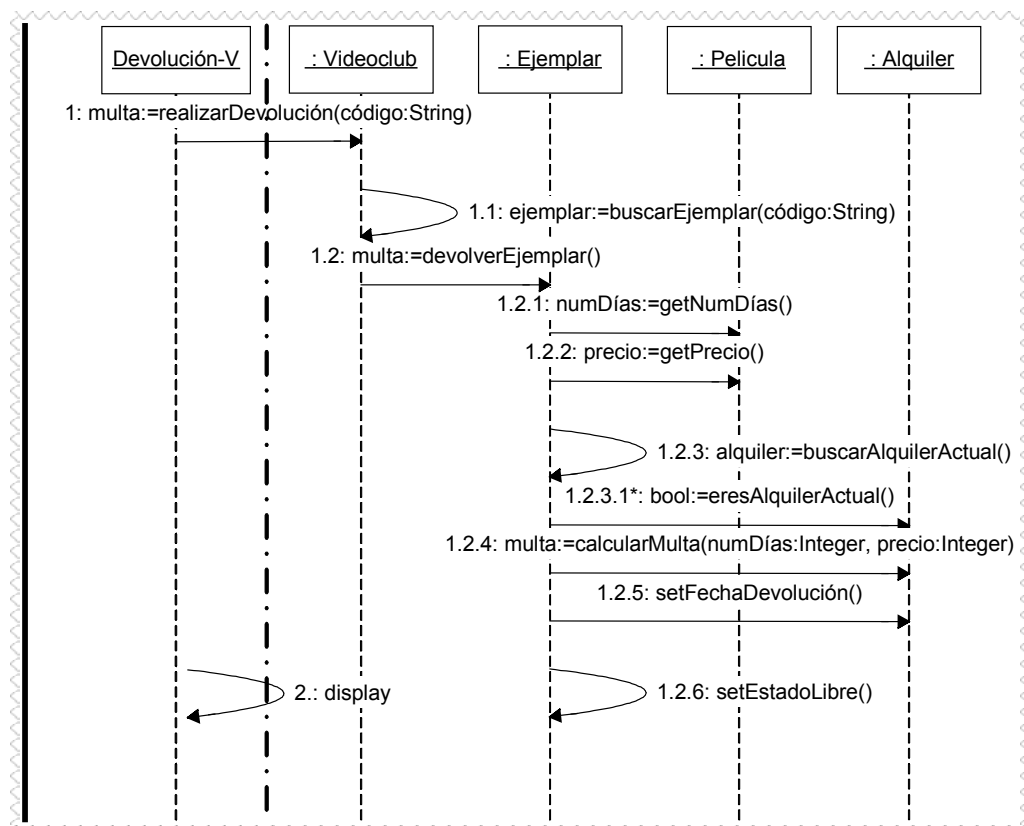 Devolución-V
: Videoclub
: Ejemplar
: Pelicula
: Alquiler
1: multa:=realizarDevolución(código:String)
1.1: ejemplar:=buscarEjemplar(código:String)
1.2: multa:=devolverEjemplar()
1.2.1: numDías:=getNumDías()
1.2.2: precio:=getPrecio()
1.2.3: alquiler:=buscarAlquilerActual()
1.2.3.1*: bool:=eresAlquilerActual()
1.2.4: multa:=calcularMulta(numDías:Integer, precio:Integer)
1.2.5: setFechaDevolución()
2.: display
1.2.6: setEstadoLibre()